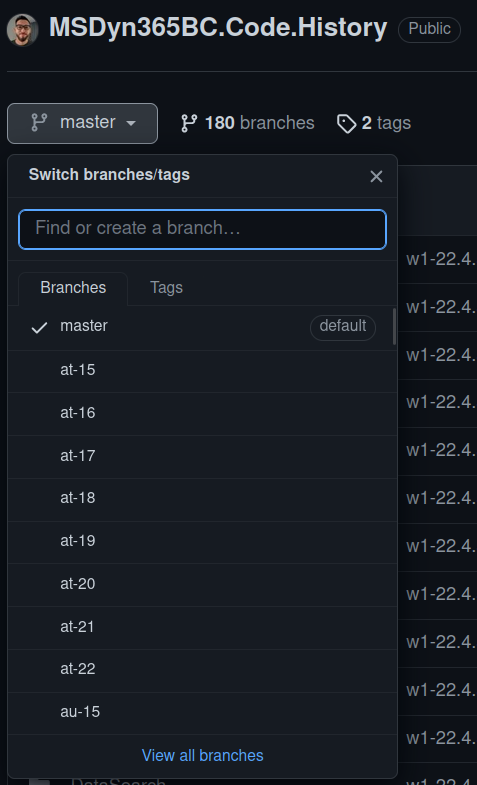 MSDyn365BC.Code.History Public
master 180 branches 2 tags
Switch branches/tags
Find or create a branch…
Branches Tags
master default
at-15
at-16
at-17
at-18
at-19
at-20
at-21
at-22
au-15
View all branches
w1-22.4.
w1-22.4.
w1-22.4.
w1-22.4.
w1-22.4.
w1-22.4.
w1-22.4.
w1-22.4.
w1-22.4.
w1-22.4.
w1-22.4.
DataSearch w1-22.4.